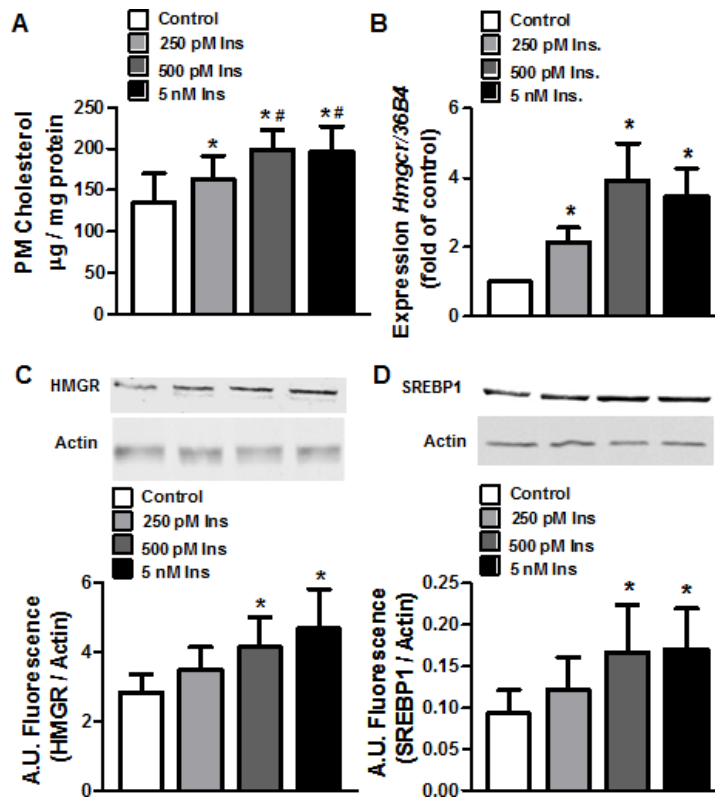 A
Control
250 pM Ins
500 pM Ins
5 nM Ins
PM Cholesterol
µg / mg protein
250
200
150
100
50
0
*
* #
* #
B
Control
250 pM Ins.
500 pM Ins.
5 nM Ins.
Expression Hmgcr/36B4
(fold of control)
6
4
2
0
*
*
*
C
HMGR
Actin
Control
250 pM Ins
500 pM Ins
5 nM Ins
A.U. Fluorescence
(HMGR / Actin)
6
4
2
0
*
*
D
SREBP1
Actin
Control
250 pM Ins
500 pM Ins
5 nM Ins
A.U. Fluorescence
(SREBP1 / Actin)
0.25
0.20
0.15
0.10
0.05
0.00
*
*